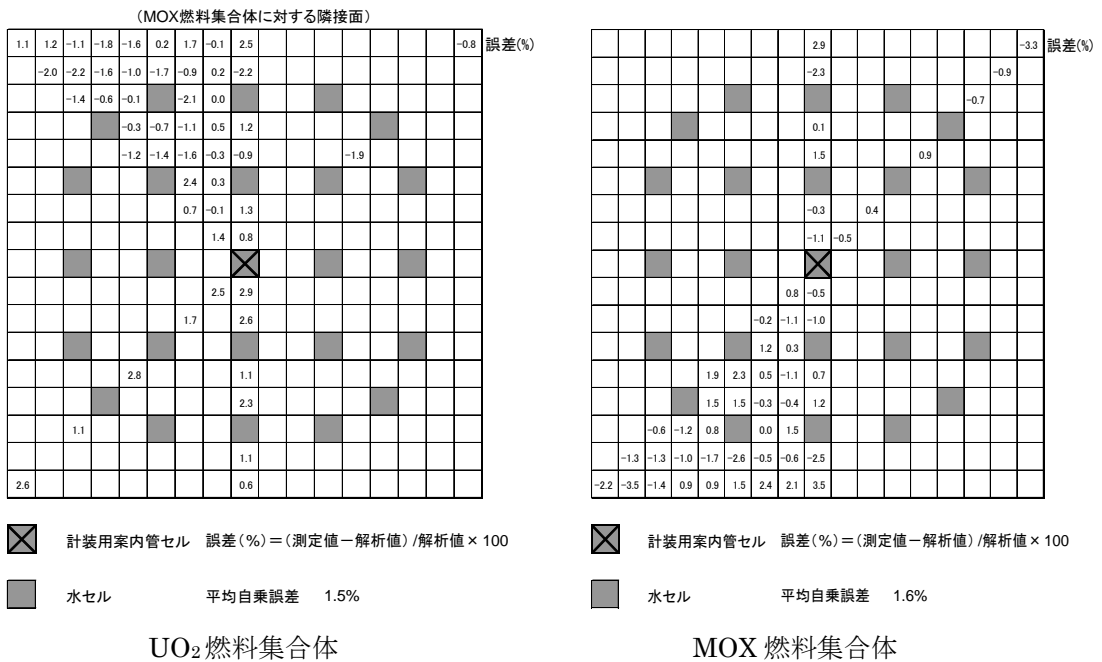 (MOX燃料集合体に対する隣接面)
1.1 1.2 −1.1 −1.8 −1.6 0.2 1.7 −0.1 2.5 −0.8 誤差(%)
−2.0 −2.2 −1.6 −1.0 −1.7 −0.9 0.2 −2.2
−1.4 −0.6 −0.1 −2.1 0.0
−0.3 −0.7 −1.1 0.5 1.2
−1.2 −1.4 −1.6 −0.3 −0.9 −1.9
2.4 0.3
0.7 −0.1 1.3
1.4 0.8
2.5 2.9
1.7 2.6
2.8 1.1
2.3
1.1
1.1
2.6 0.6
計装用案内管セル 誤差(%)=(測定値−解析値)/解析値×100
水セル 平均自乗誤差 1.5%
UO₂燃料集合体
2.9 −3.3 誤差(%)
−2.3 −0.9
−0.7
0.1
1.5 0.9
−0.3 0.4
−1.1 −0.5
0.8 −0.5
−0.2 −1.1 −1.0
1.2 0.3
1.9 2.3 0.5 −1.1 0.7
1.5 1.5 −0.3 −0.4 1.2
−0.6 −1.2 0.8 0.0 1.5
−1.3 −1.3 −1.0 −1.7 −2.6 −0.5 −0.6 −2.5
−2.2 −3.5 −1.4 0.9 0.9 1.5 2.4 2.1 3.5
計装用案内管セル 誤差(%)=(測定値−解析値)/解析値×100
水セル 平均自乗誤差 1.6%
MOX 燃料集合体